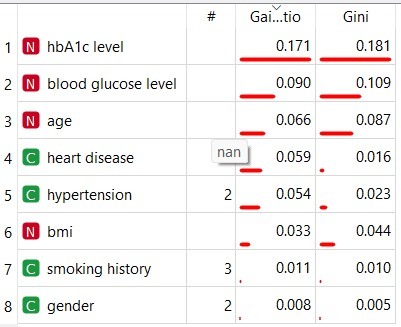 # Gai...tio Gini
1 N hbA1c level 0.171 0.181
2 N blood glucose level 0.090 0.109
3 N age 0.066 0.087
nan
4 C heart disease 0.059 0.016
5 C hypertension 2 0.054 0.023
6 N bmi 0.033 0.044
7 C smoking history 3 0.011 0.010
8 C gender 2 0.008 0.005